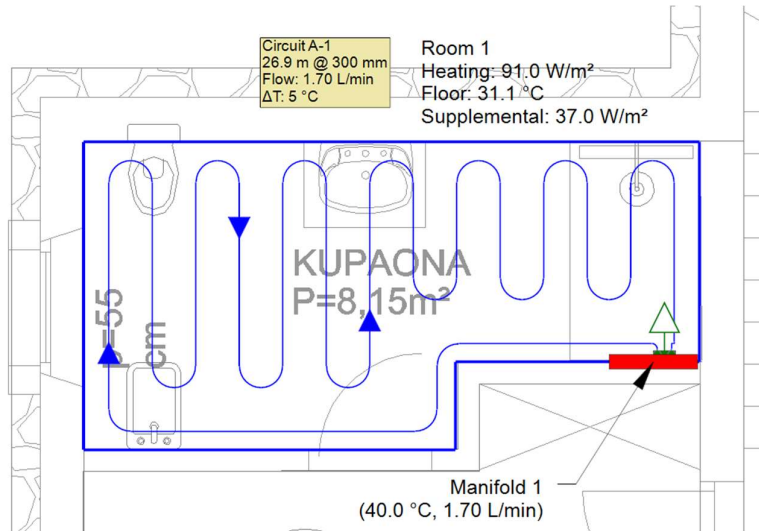 Circuit A-1
26.9 m @ 300 mm
Flow: 1.70 L/min
ΔT: 5 °C
Room 1
Heating: 91.0 W/m²
Floor: 31.1 °C
Supplemental: 37.0 W/m²
KUPAONA
P=8,15m²
p=55
cm
Manifold 1
(40.0 °C, 1.70 L/min)